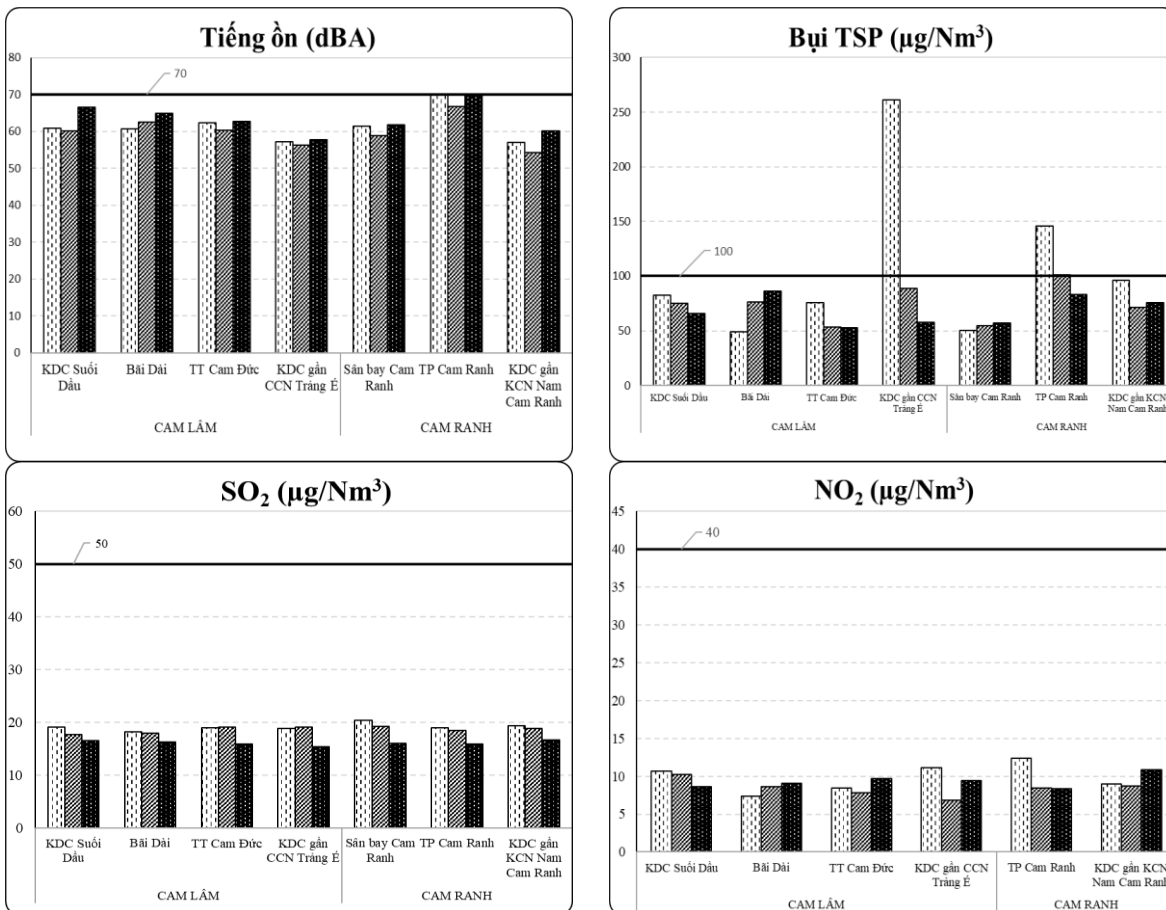 Tiếng ồn (dBA)
80
70
70
60
50
40
30
20
10
0
KDC Suối Dầu
Bãi Dài
TT Cam Đức
KDC gần CCN Trảng É
Sân bay Cam Ranh
TP Cam Ranh
KDC gần KCN Nam Cam Ranh
CAM LÂM
CAM RANH
Bụi TSP (µg/Nm³)
300
250
200
150
100
100
50
0
KDC Suối Dầu
Bãi Dài
TT Cam Đức
KDC gần CCN Trảng É
Sân bay Cam Ranh
TP Cam Ranh
KDC gần KCN Nam Cam Ranh
CAM LÂM
CAM RANH
SO₂ (µg/Nm³)
60
50
50
40
30
20
10
0
KDC Suối Dầu
Bãi Dài
TT Cam Đức
KDC gần CCN Trảng É
Sân bay Cam Ranh
TP Cam Ranh
KDC gần KCN Nam Cam Ranh
CAM LÂM
CAM RANH
NO₂ (µg/Nm³)
45
40
40
35
30
25
20
15
10
5
0
KDC Suối Dầu
Bãi Dài
TT Cam Đức
KDC gần CCN Trảng É
TP Cam Ranh
KDC gần KCN Nam Cam Ranh
CAM LÂM
CAM RANH